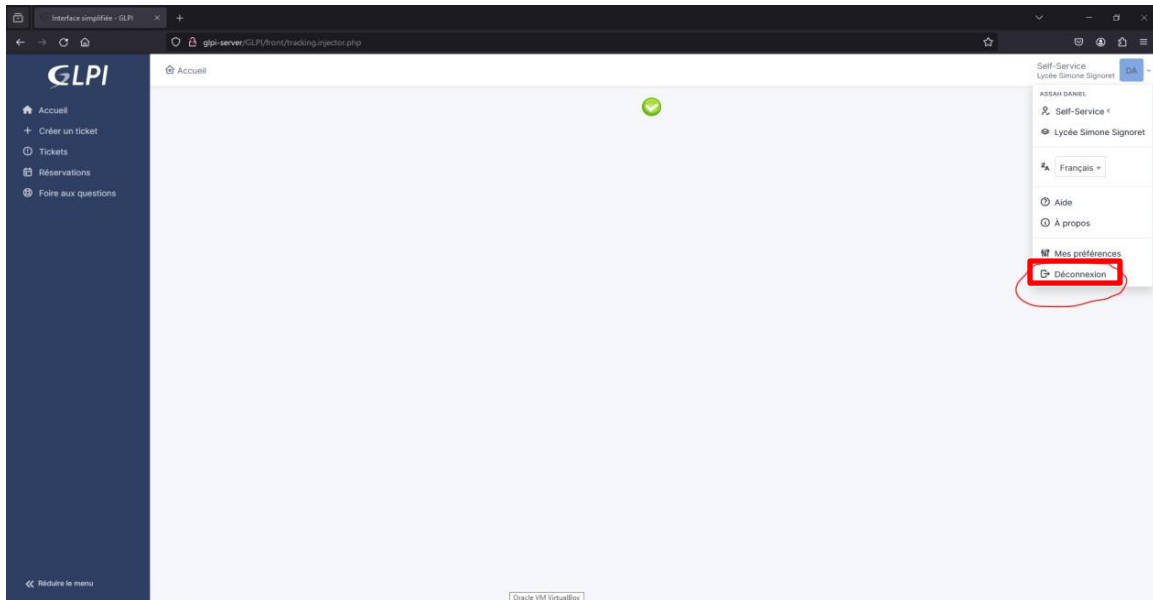 Interface simplifiée - GLPI
glpi-server/GLPI/front/tracking.injector.php
GLPI
Accueil
Self-Service
Lycée Simone Signoret
DA
Accueil
Créer un ticket
Tickets
Réservations
Foire aux questions
ASSAH DANIEL
Self-Service
Lycée Simone Signoret
Français
Aide
À propos
Mes préférences
Déconnexion
Réduire le menu
Oracle VM VirtualBox